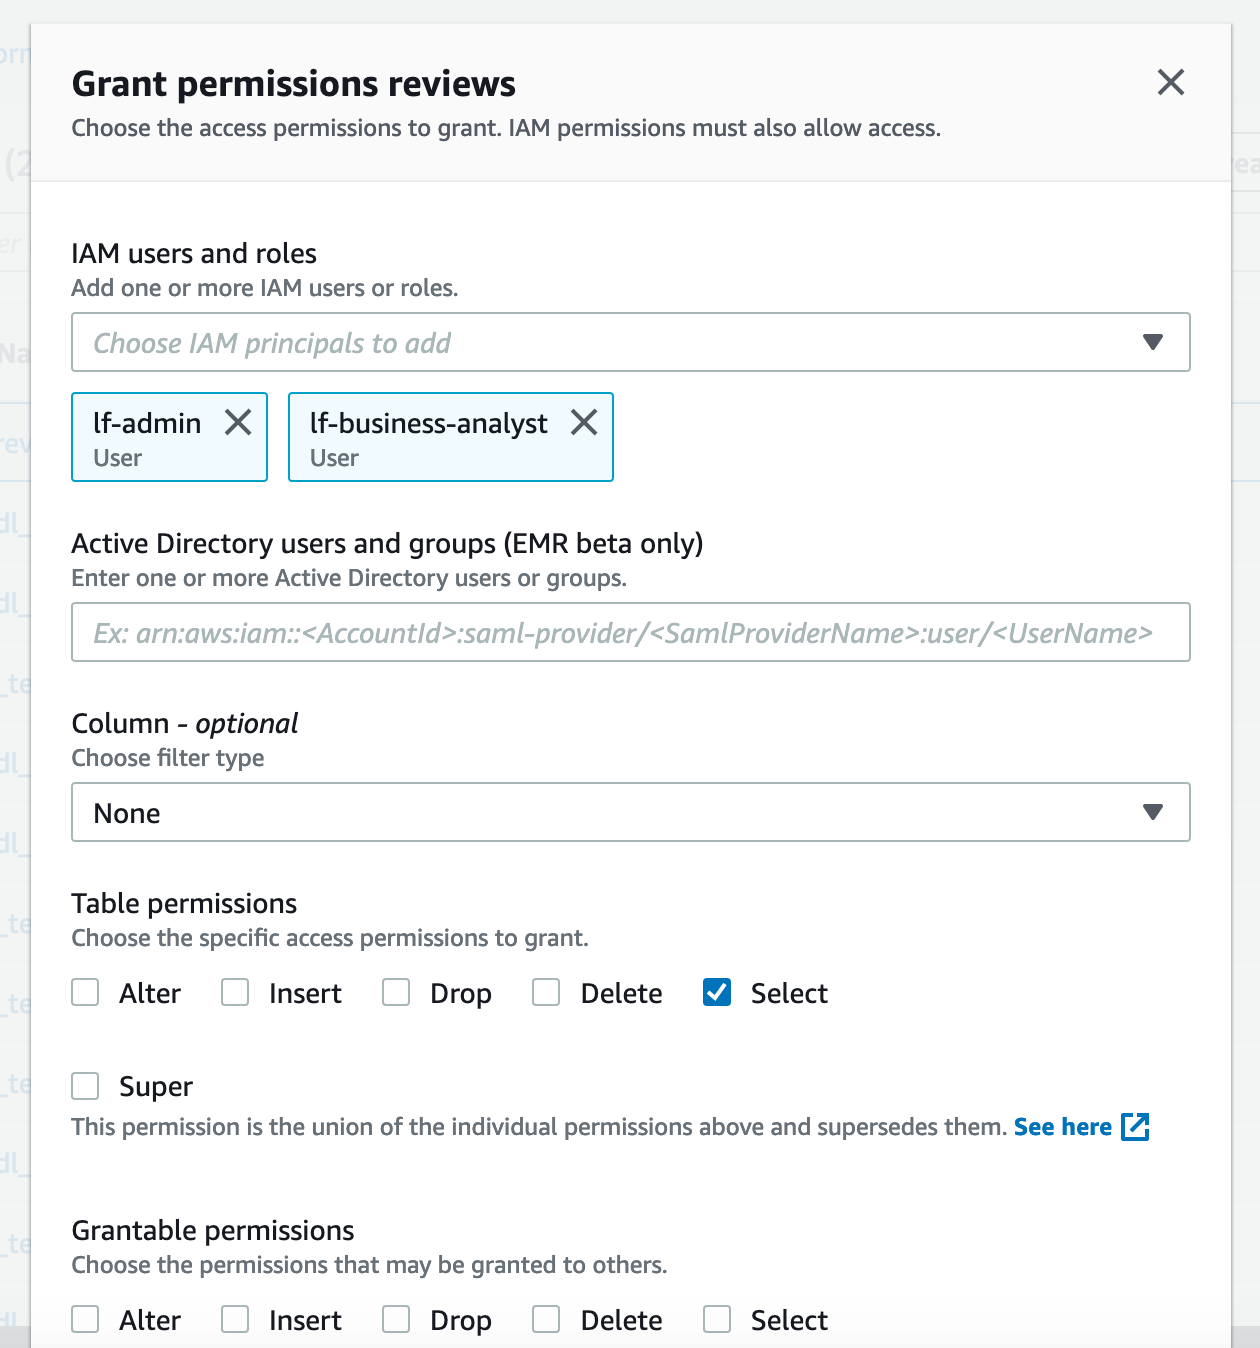 Grant permissions reviews
Choose the access permissions to grant. IAM permissions must also allow access.
IAM users and roles
Add one or more IAM users or roles.
Choose IAM principals to add
lf-admin
User
lf-business-analyst
User
Active Directory users and groups (EMR beta only)
Enter one or more Active Directory users or groups.
Ex: arn:aws:iam::<AccountId>:saml-provider/<SamlProviderName>:user/<UserName>
Column - optional
Choose filter type
None
Table permissions
Choose the specific access permissions to grant.
Alter Insert Drop Delete Select
Super
This permission is the union of the individual permissions above and supersedes them. See here
Grantable permissions
Choose the permissions that may be granted to others.
Alter Insert Drop Delete Select